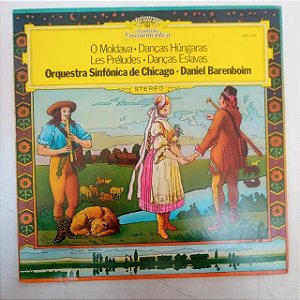 O Moldava • Danças Húngaras
Les Préludes • Danças Eslavas
Orquestra Sinfônica de Chicago • Daniel Barenboim
STEREO